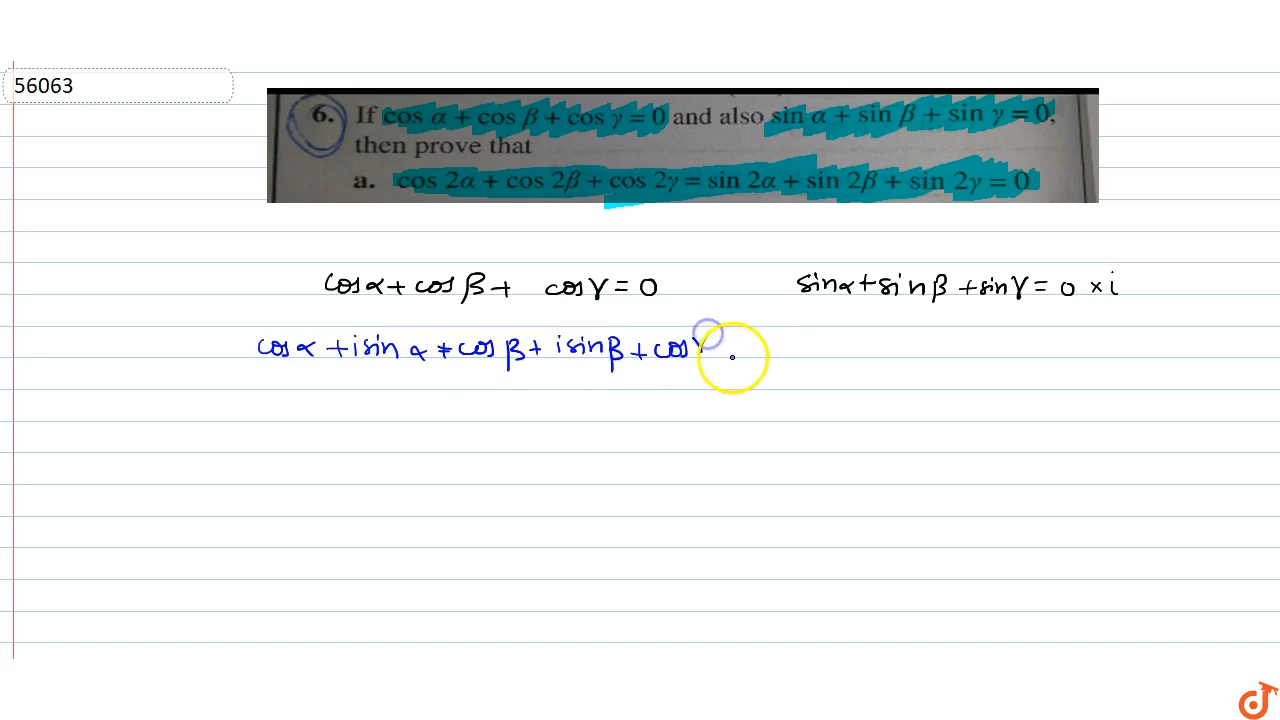 56063
6. If cos α + cos β + cos γ = 0 and also sin α + sin β + sin γ = 0,
then prove that
a. cos 2α + cos 2β + cos 2γ = sin 2α + sin 2β + sin 2γ = 0
cosα + cos β + cosγ = 0 sinα + sin β + sinγ = 0 × i
cosα + isin α + cos β + isinβ + cosγ